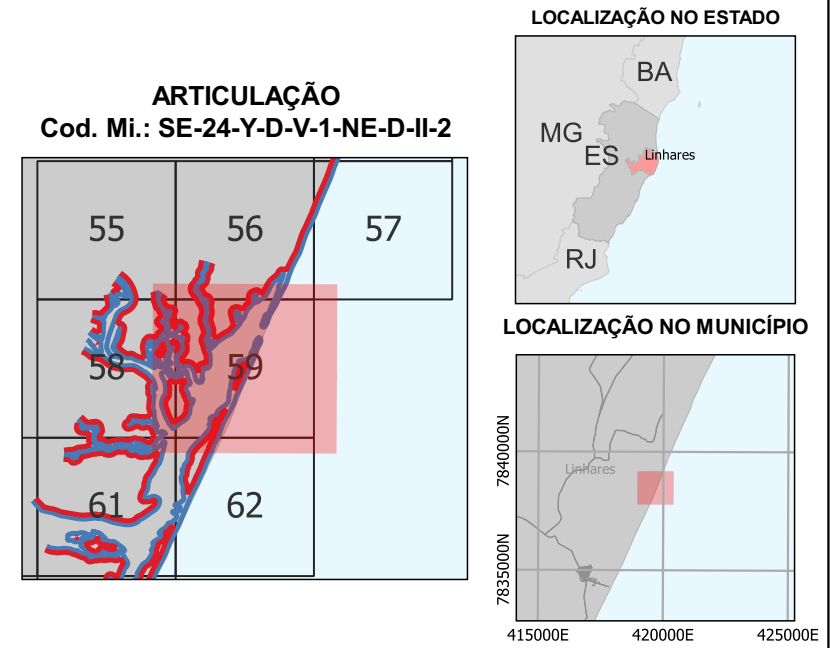 ARTICULAÇÃO
Cod. Mi.: SE-24-Y-D-V-1-NE-D-II-2
55
56
57
58
59
61
62
LOCALIZAÇÃO NO ESTADO
BA
MG
ES
Linhares
RJ
LOCALIZAÇÃO NO MUNICÍPIO
7840000N
Linhares
7835000N
415000E
420000E
425000E